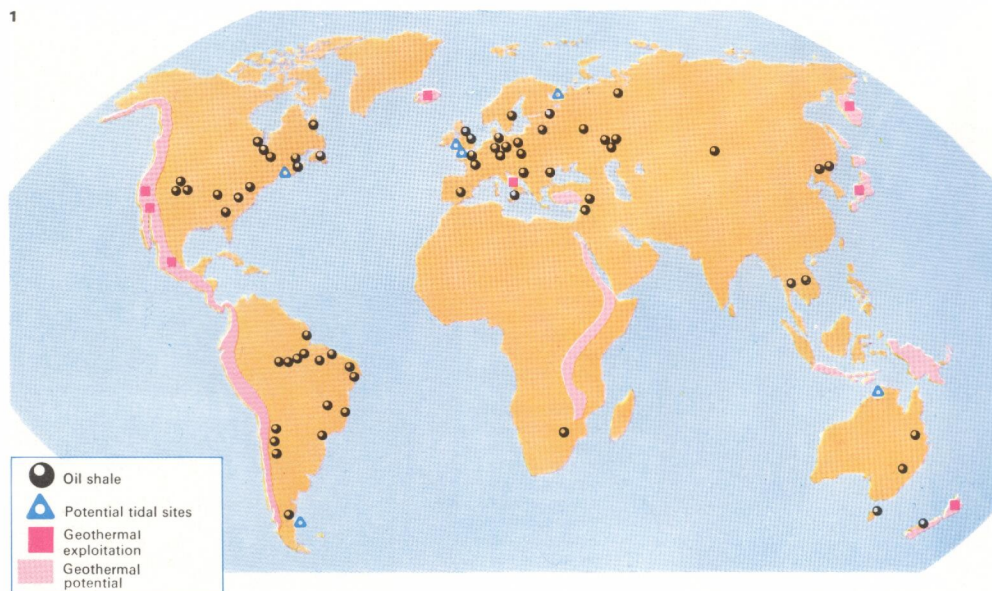 1
Oil shale
Potential tidal sites
Geothermal
exploitation
Geothermal
potential